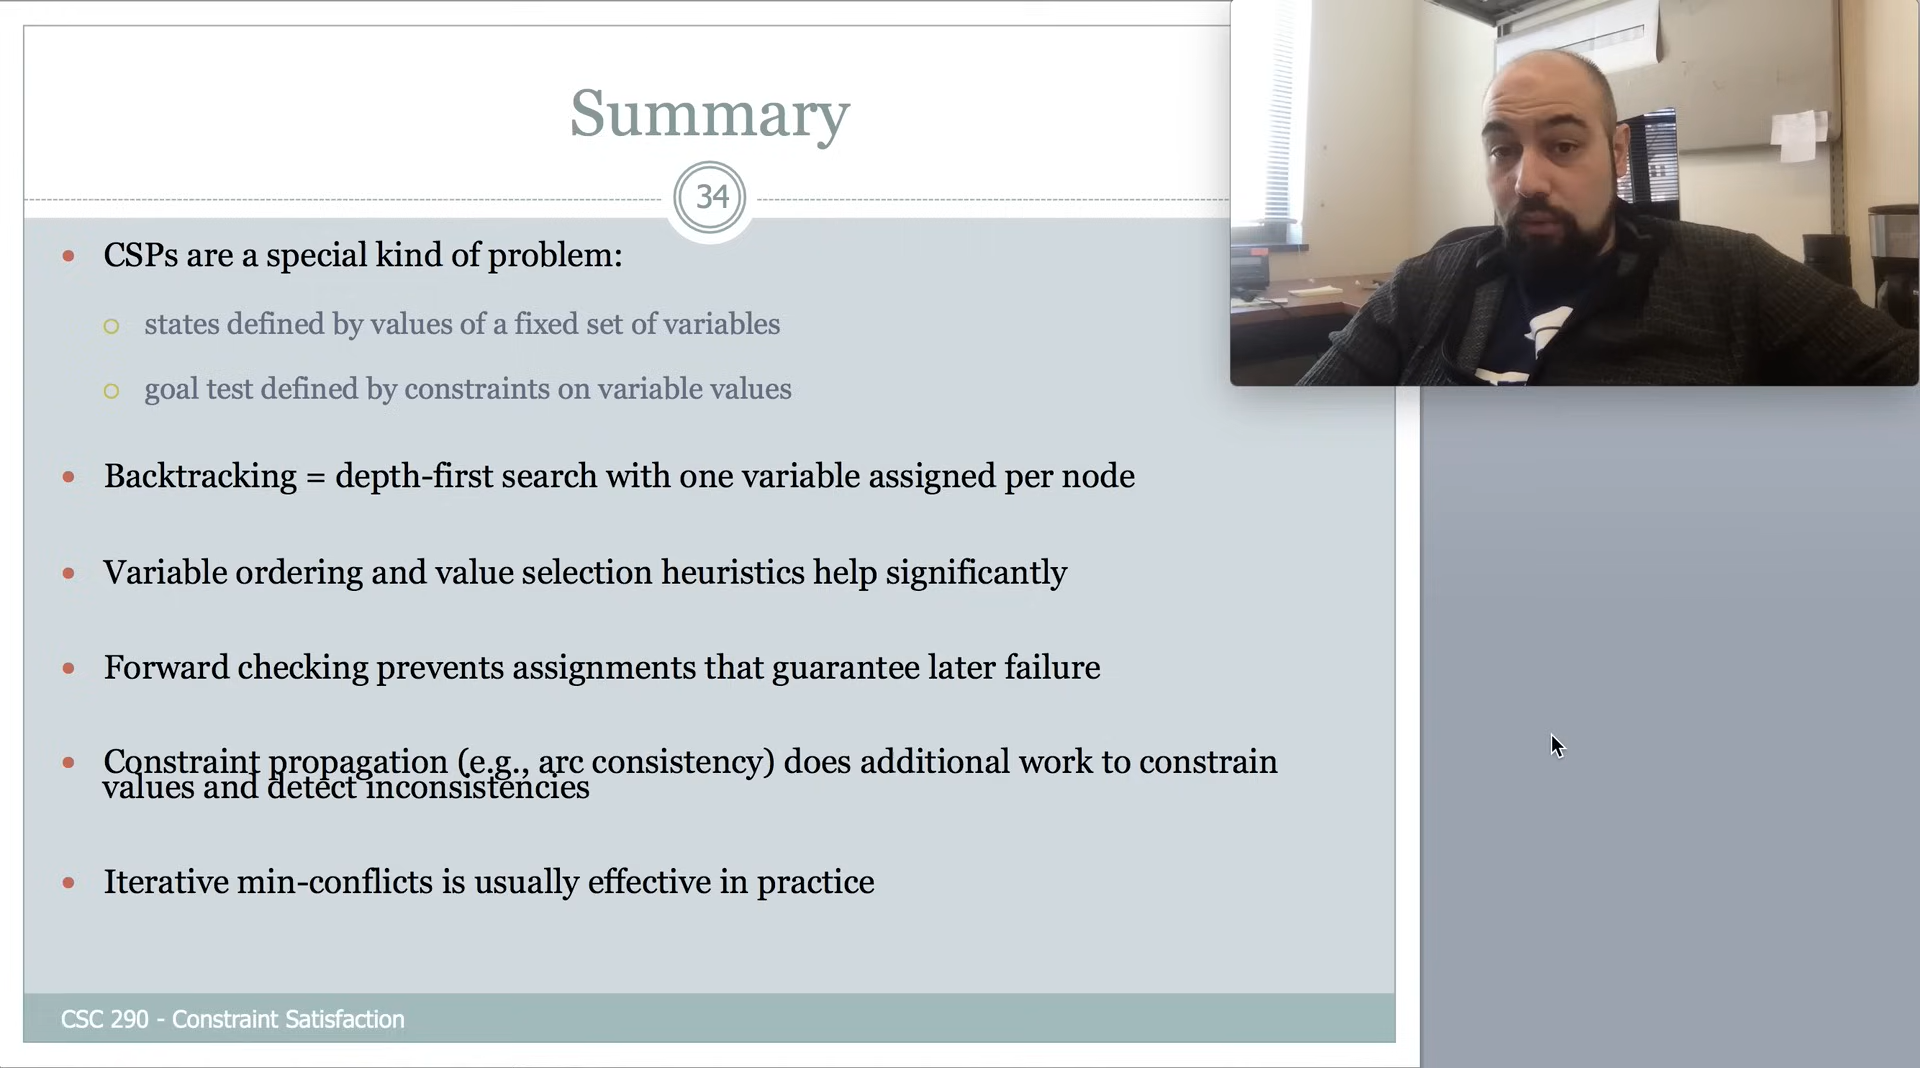 Summary
34
CSPs are a special kind of problem:
states defined by values of a fixed set of variables
goal test defined by constraints on variable values
Backtracking = depth-first search with one variable assigned per node
Variable ordering and value selection heuristics help significantly
Forward checking prevents assignments that guarantee later failure
Constraint propagation (e.g., arc consistency) does additional work to constrain
values and detect inconsistencies
Iterative min-conflicts is usually effective in practice
CSC 290 - Constraint Satisfaction